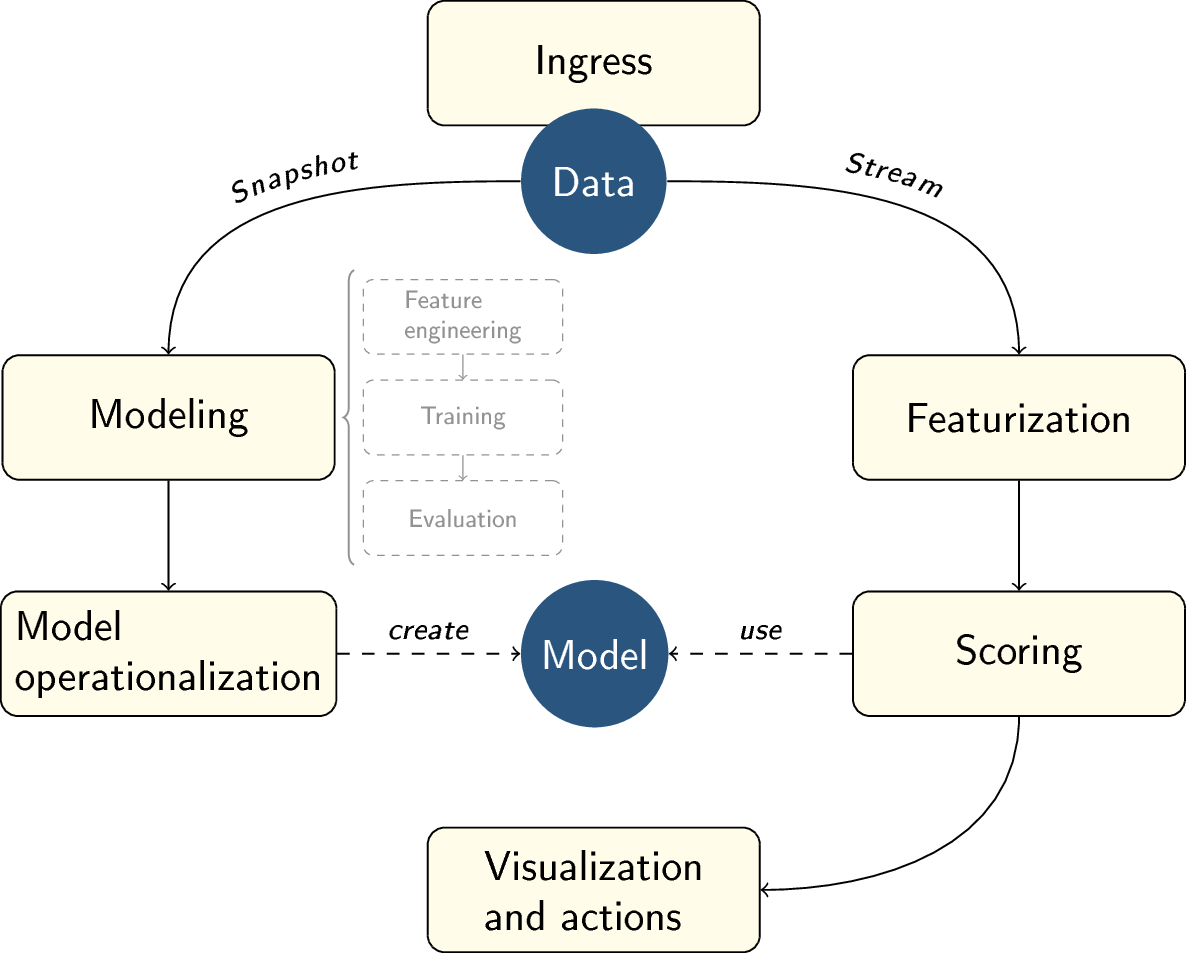 Ingress
Data
Snapshot
Stream
Feature
engineering
Modeling
Training
Featurization
Evaluation
Model
operationalization
create
Model
use
Scoring
Visualization
and actions